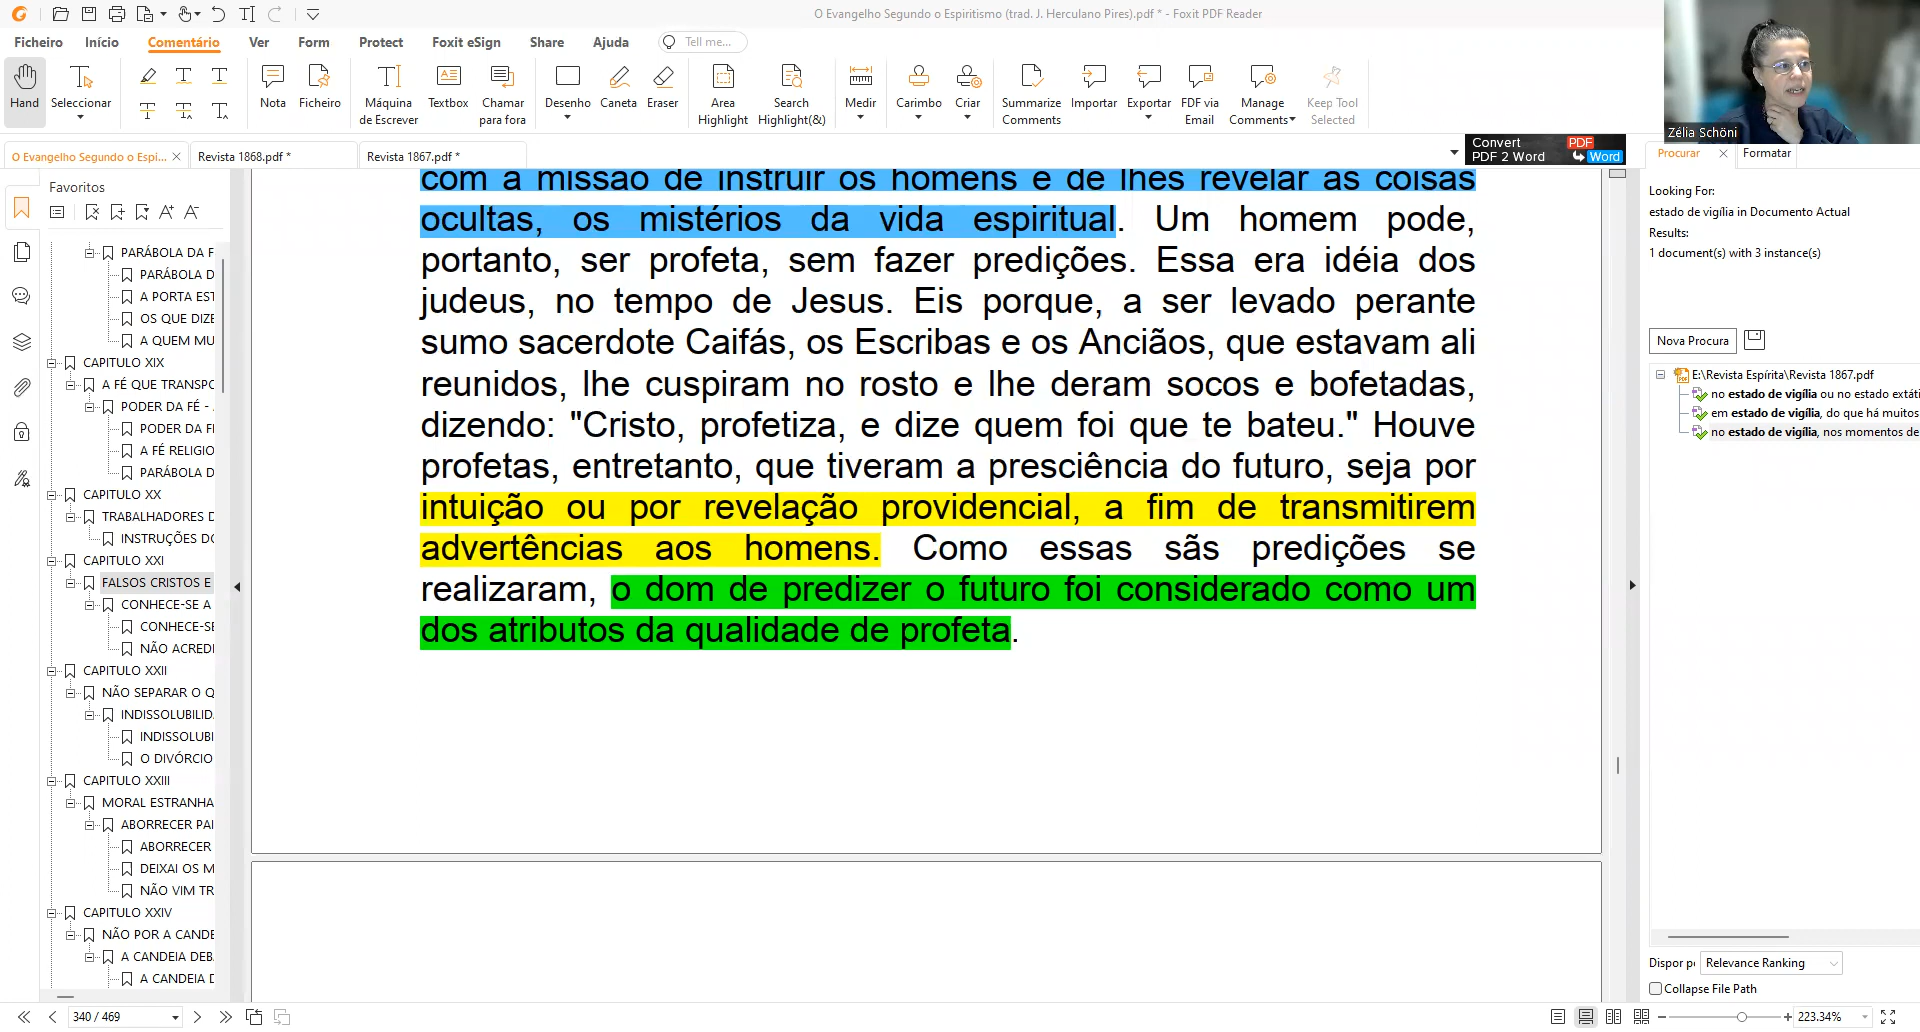 O Evangelho Segundo o Espiritismo (trad. J. Herculano Pires).pdf * - Foxit PDF Reader
Ficheiro Início Comentário Ver Form Protect Foxit eSign Share Ajuda Tell me...
Hand
Seleccionar
Nota
Ficheiro
Máquina
de Escrever
Textbox
Chamar
para fora
Desenho
Caneta
Eraser
Area
Highlight
Search
Highlight(&)
Medir
Carimbo
Criar
Summarize
Comments
Importar
Exportar
FDF via
Email
Manage
Comments
Keep Tool
Selected
Zélia Schöni
O Evangelho Segundo o Espi...
Revista 1868.pdf *
Revista 1867.pdf *
Convert
PDF 2 Word
PDF
Word
Favoritos
PARÁBOLA DA F
PARÁBOLA D
A PORTA EST
OS QUE DIZE
A QUEM MU
CAPITULO XIX
A FÉ QUE TRANSPO
PODER DA FÉ - 
PODER DA FI
A FÉ RELIGIO
PARÁBOLA D
CAPITULO XX
TRABALHADORES D
INSTRUÇÕES DO
CAPITULO XXI
FALSOS CRISTOS E
CONHECE-SE A
CONHECE-SE
NÃO ACREDI
CAPITULO XXII
NÃO SEPARAR O Q
INDISSOLUBILID
INDISSOLUBI
O DIVÓRCIO
CAPITULO XXIII
MORAL ESTRANHA
ABORRECER PAI
ABORRECER
DEIXAI OS M
NÃO VIM TR
CAPITULO XXIV
NÃO POR A CANDE
A CANDEIA DEB
A CANDEIA D
com a missão de instruir os homens e de lhes revelar as coisas
ocultas, os mistérios da vida espiritual. Um homem pode,
portanto, ser profeta, sem fazer predições. Essa era idéia dos
judeus, no tempo de Jesus. Eis porque, a ser levado perante
sumo sacerdote Caifás, os Escribas e os Anciãos, que estavam ali
reunidos, lhe cuspiram no rosto e lhe deram socos e bofetadas,
dizendo: "Cristo, profetiza, e dize quem foi que te bateu." Houve
profetas, entretanto, que tiveram a presciência do futuro, seja por
intuição ou por revelação providencial, a fim de transmitirem
advertências aos homens. Como essas sãs predições se
realizaram, o dom de predizer o futuro foi considerado como um
dos atributos da qualidade de profeta.
Procurar
Formatar
Looking For:
estado de vigília in Documento Actual
Results:
1 document(s) with 3 instance(s)
Nova Procura
E:\Revista Espírita\Revista 1867.pdf
no estado de vigília ou no estado extáti
em estado de vigília, do que há muitos
no estado de vigília, nos momentos de
Dispor p
Relevance Ranking
Collapse File Path
340 / 469
223.34%